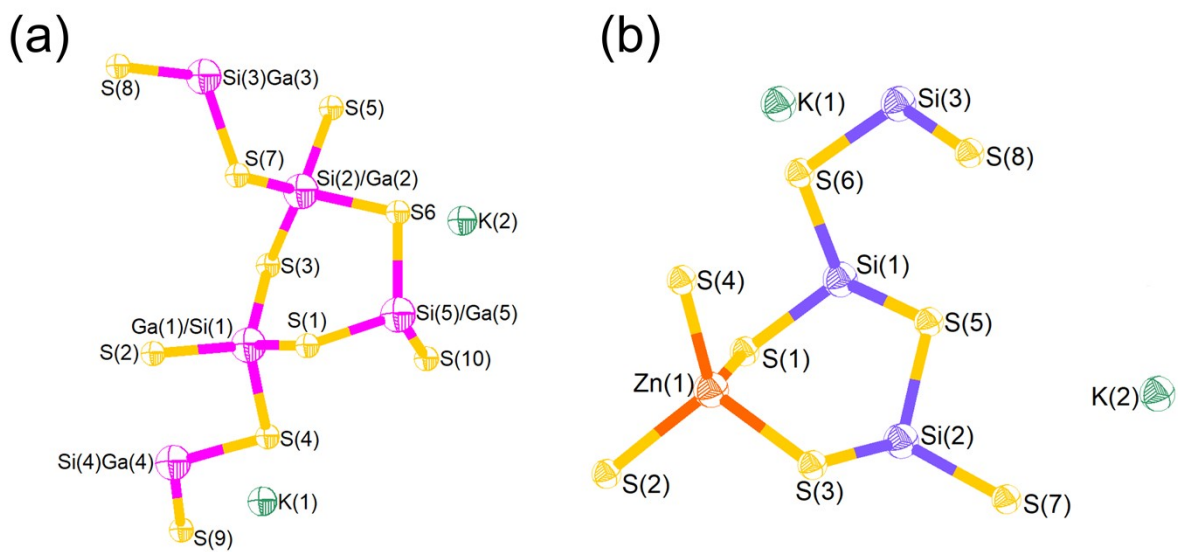 (a)
S(8)
Si(3)Ga(3)
S(5)
S(7)
Si(2)/Ga(2)
S6
K(2)
S(3)
Ga(1)/Si(1)
S(1)
Si(5)/Ga(5)
S(2)
S(10)
S(4)
Si(4)Ga(4)
K(1)
S(9)
(b)
K(1)
Si(3)
S(8)
S(6)
S(4)
Si(1)
S(5)
S(1)
Zn(1)
K(2)
Si(2)
S(2)
S(3)
S(7)